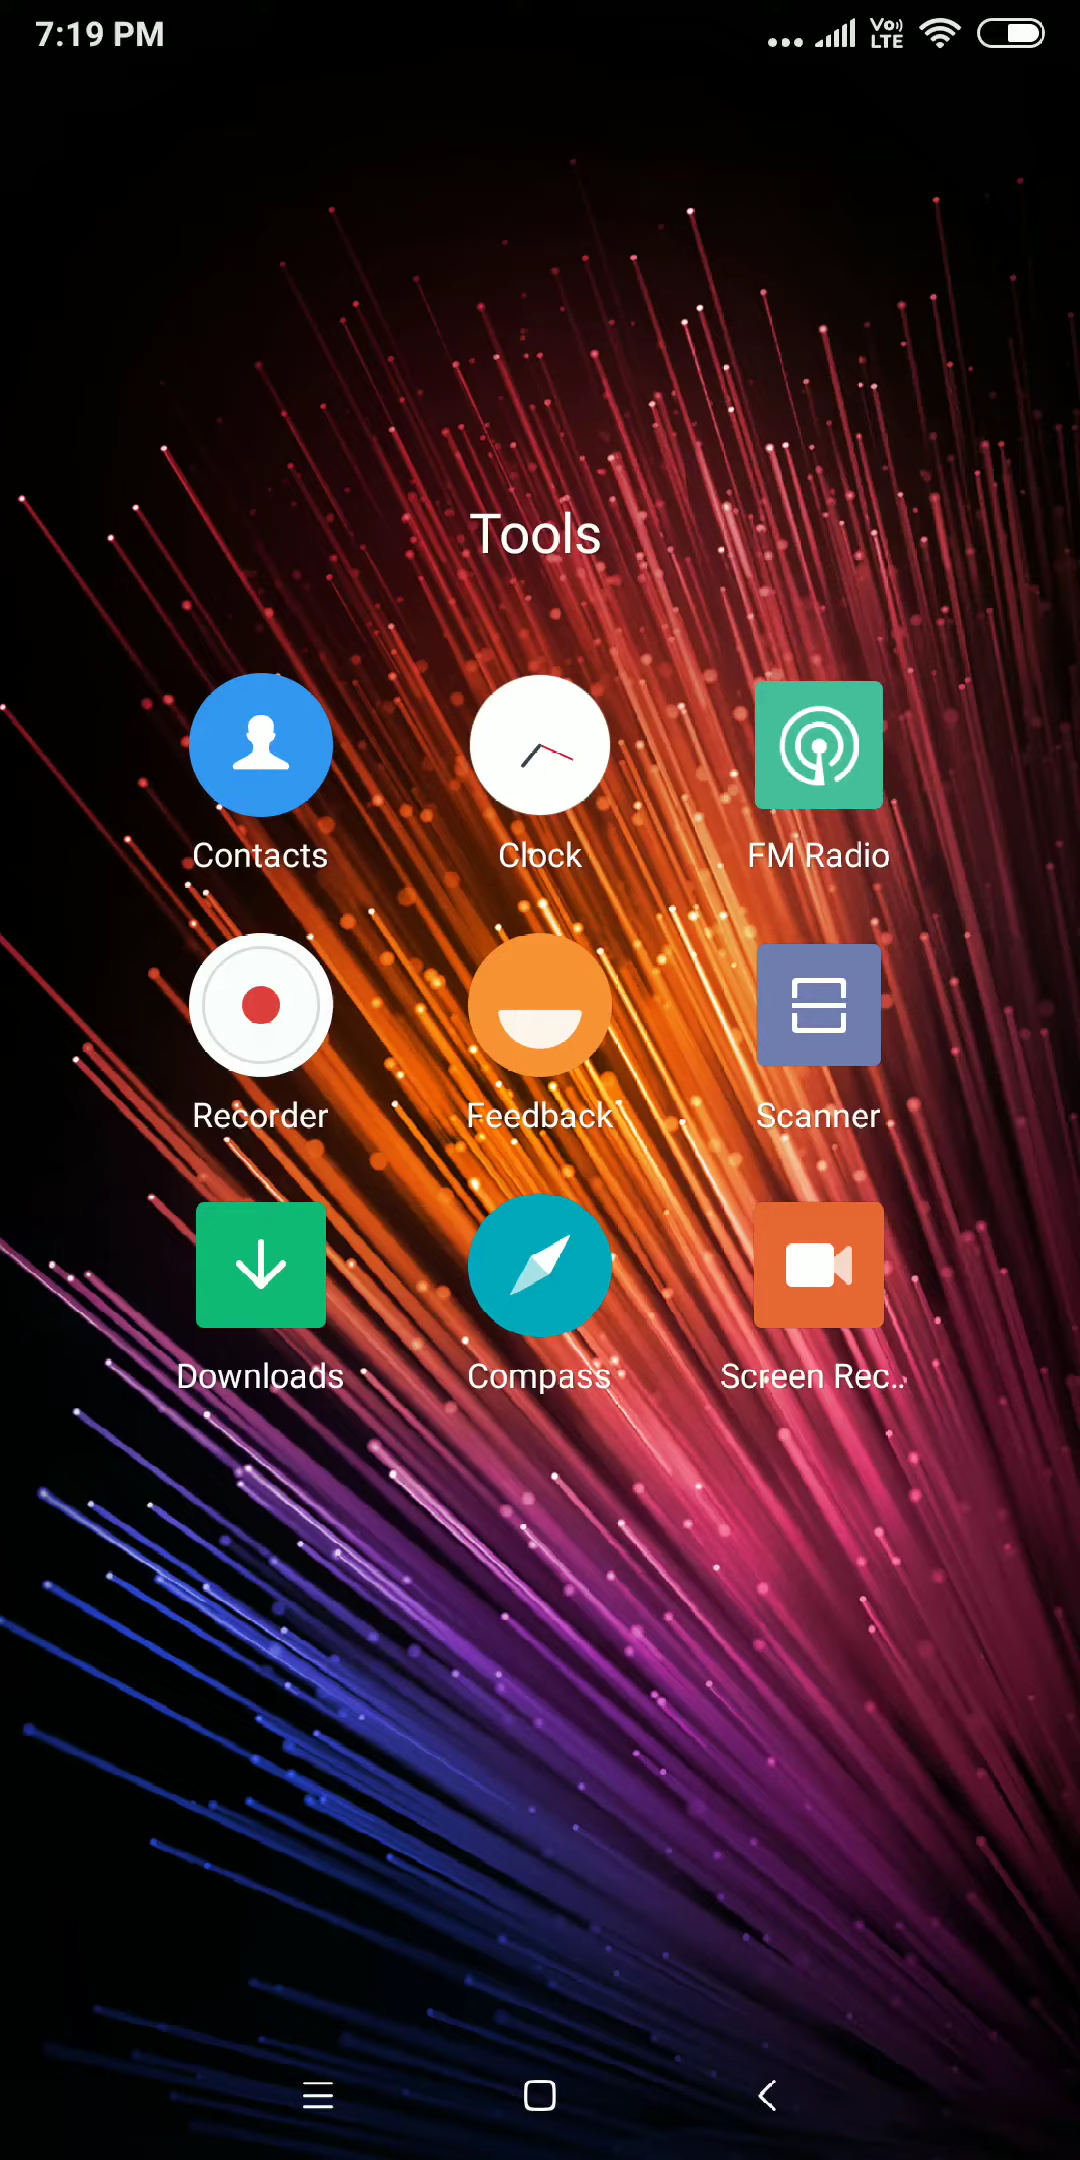 7:19 PM
Vo
LTE
Tools
Contacts
Clock
FM Radio
Recorder
Feedback
Scanner
Downloads
Compass
Screen Rec..